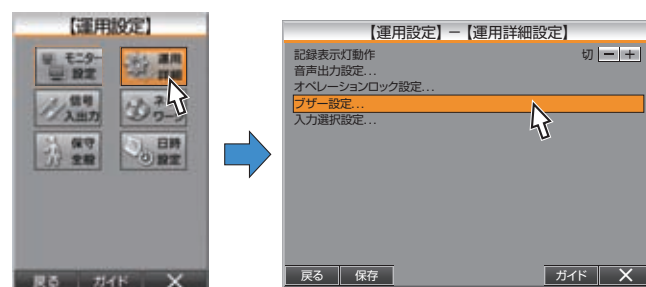 【運用設定】
モニター
設定
運用
詳細
信号
入出力
ネット
ワーク
保守
全般
日時
設定
戻る ガイド ×
【運用設定】 − 【運用詳細設定】
記録表示灯動作 切 − +
音声出力設定...
オペレーションロック設定...
ブザー設定...
入力選択設定...
戻る 保存 ガイド ×